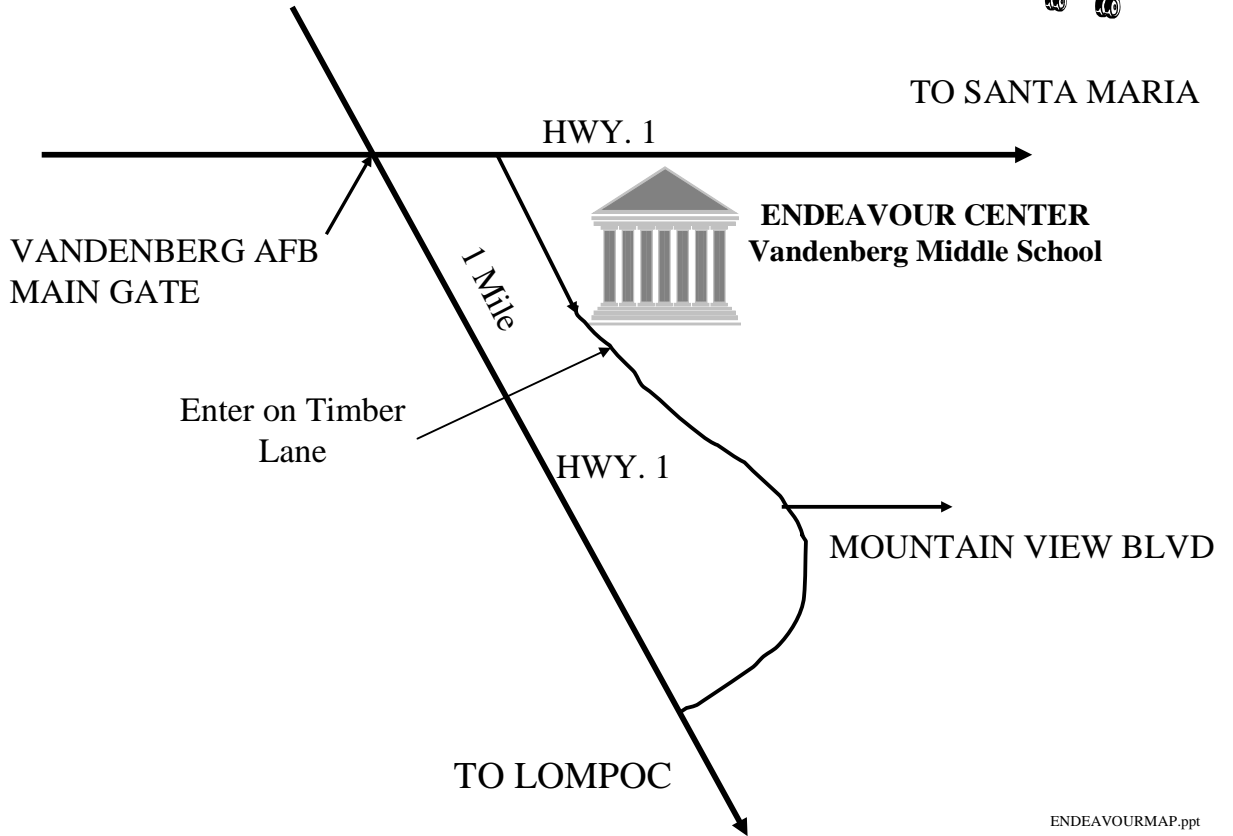 TO SANTA MARIA
HWY. 1
ENDEAVOUR CENTER
Vandenberg Middle School
VANDENBERG AFB
MAIN GATE
1 Mile
Enter on Timber
Lane
HWY. 1
MOUNTAIN VIEW BLVD
TO LOMPOC
ENDEAVOURMAP.ppt